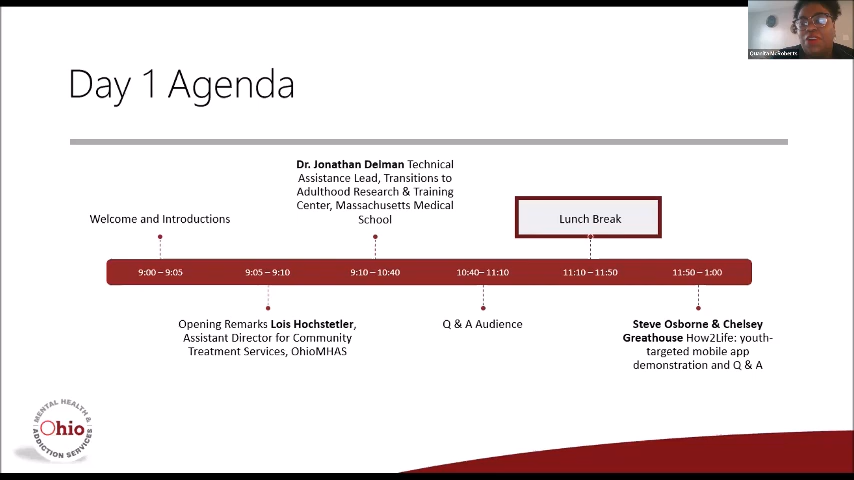 Quanita McRoberts
Day 1 Agenda
Dr. Jonathan Delman Technical
Assistance Lead, Transitions to
Adulthood Research & Training
Center, Massachusetts Medical
School
Welcome and Introductions
Lunch Break
9:00 – 9:05
9:05 – 9:10
9:10 – 10:40
10:40 – 11:10
11:10 – 11:50
11:50 – 1:00
Opening Remarks Lois Hochstetler,
Assistant Director for Community
Treatment Services, OhioMHAS
Q & A Audience
Steve Osborne & Chelsey
Greathouse How2Life: youth-
targeted mobile app
demonstration and Q & A
MENTAL HEALTH &
Ohio
ADDICTION SERVICES